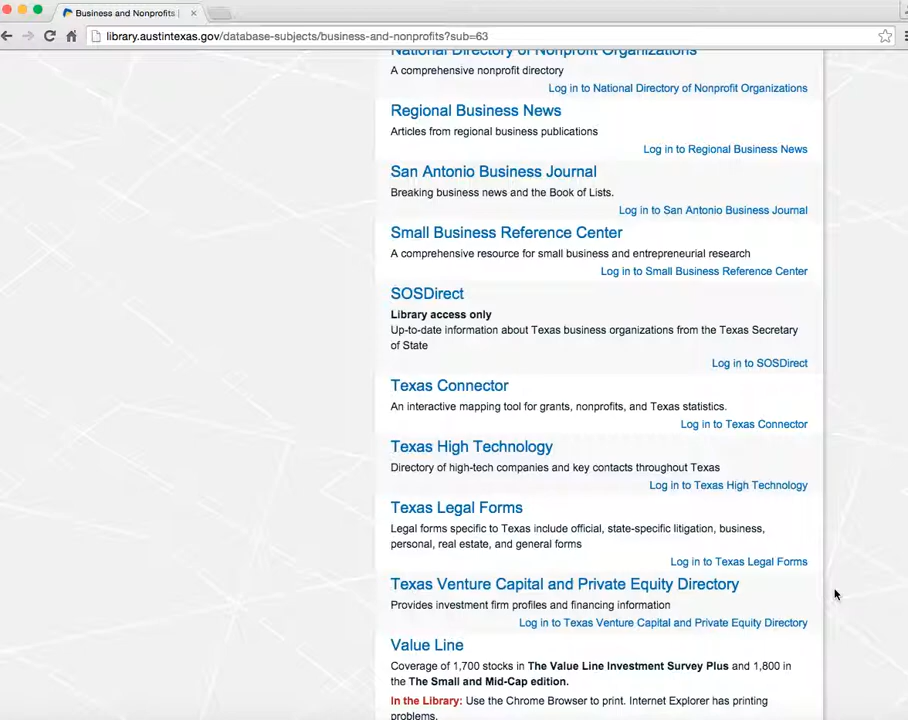 Business and Nonprofits |
library.austintexas.gov/database-subjects/business-and-nonprofits?sub=63
National Directory of Nonprofit Organizations
A comprehensive nonprofit directory
Log in to National Directory of Nonprofit Organizations
Regional Business News
Articles from regional business publications
Log in to Regional Business News
San Antonio Business Journal
Breaking business news and the Book of Lists.
Log in to San Antonio Business Journal
Small Business Reference Center
A comprehensive resource for small business and entrepreneurial research
Log in to Small Business Reference Center
SOSDirect
Library access only
Up-to-date information about Texas business organizations from the Texas Secretary
of State
Log in to SOSDirect
Texas Connector
An interactive mapping tool for grants, nonprofits, and Texas statistics.
Log in to Texas Connector
Texas High Technology
Directory of high-tech companies and key contacts throughout Texas
Log in to Texas High Technology
Texas Legal Forms
Legal forms specific to Texas include official, state-specific litigation, business,
personal, real estate, and general forms
Log in to Texas Legal Forms
Texas Venture Capital and Private Equity Directory
Provides investment firm profiles and financing information
Log in to Texas Venture Capital and Private Equity Directory
Value Line
Coverage of 1,700 stocks in The Value Line Investment Survey Plus and 1,800 in
the The Small and Mid-Cap edition.
In the Library: Use the Chrome Browser to print. Internet Explorer has printing
problems.